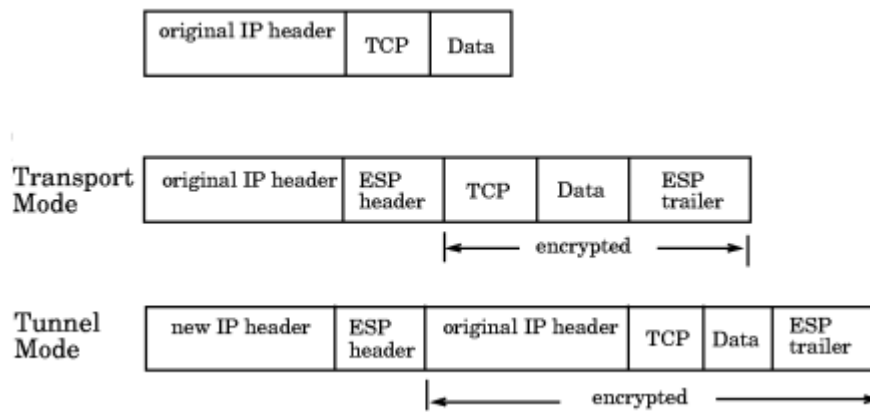 original IP header TCP Data
Transport Mode
original IP header ESP header TCP Data ESP trailer
encrypted
Tunnel Mode
new IP header ESP header original IP header TCP Data ESP trailer
encrypted